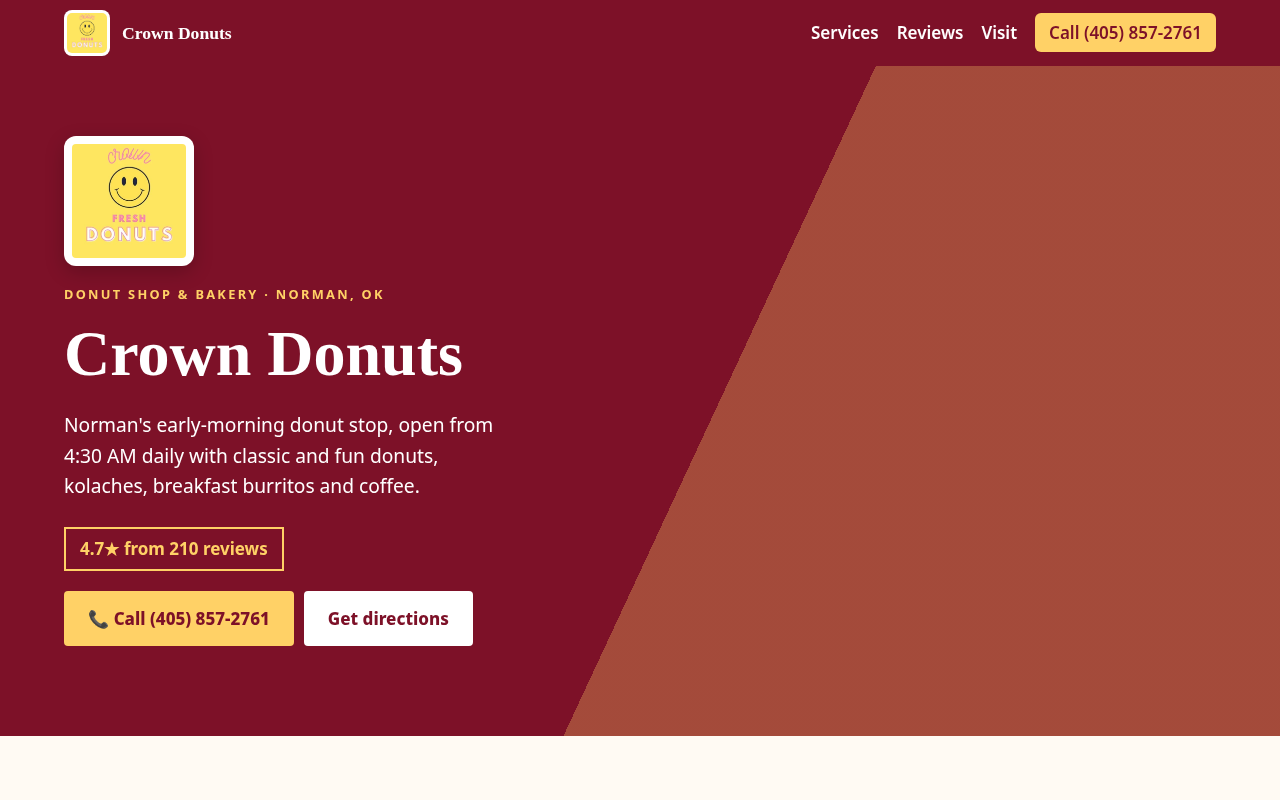 Crown Donuts
Services
Reviews
Visit
Call (405) 857-2761
crown
FRESH
DONUTS
DONUT SHOP & BAKERY · NORMAN, OK
Crown Donuts
Norman's early-morning donut stop, open from
4:30 AM daily with classic and fun donuts,
kolaches, breakfast burritos and coffee.
4.7★ from 210 reviews
📞 Call (405) 857-2761
Get directions